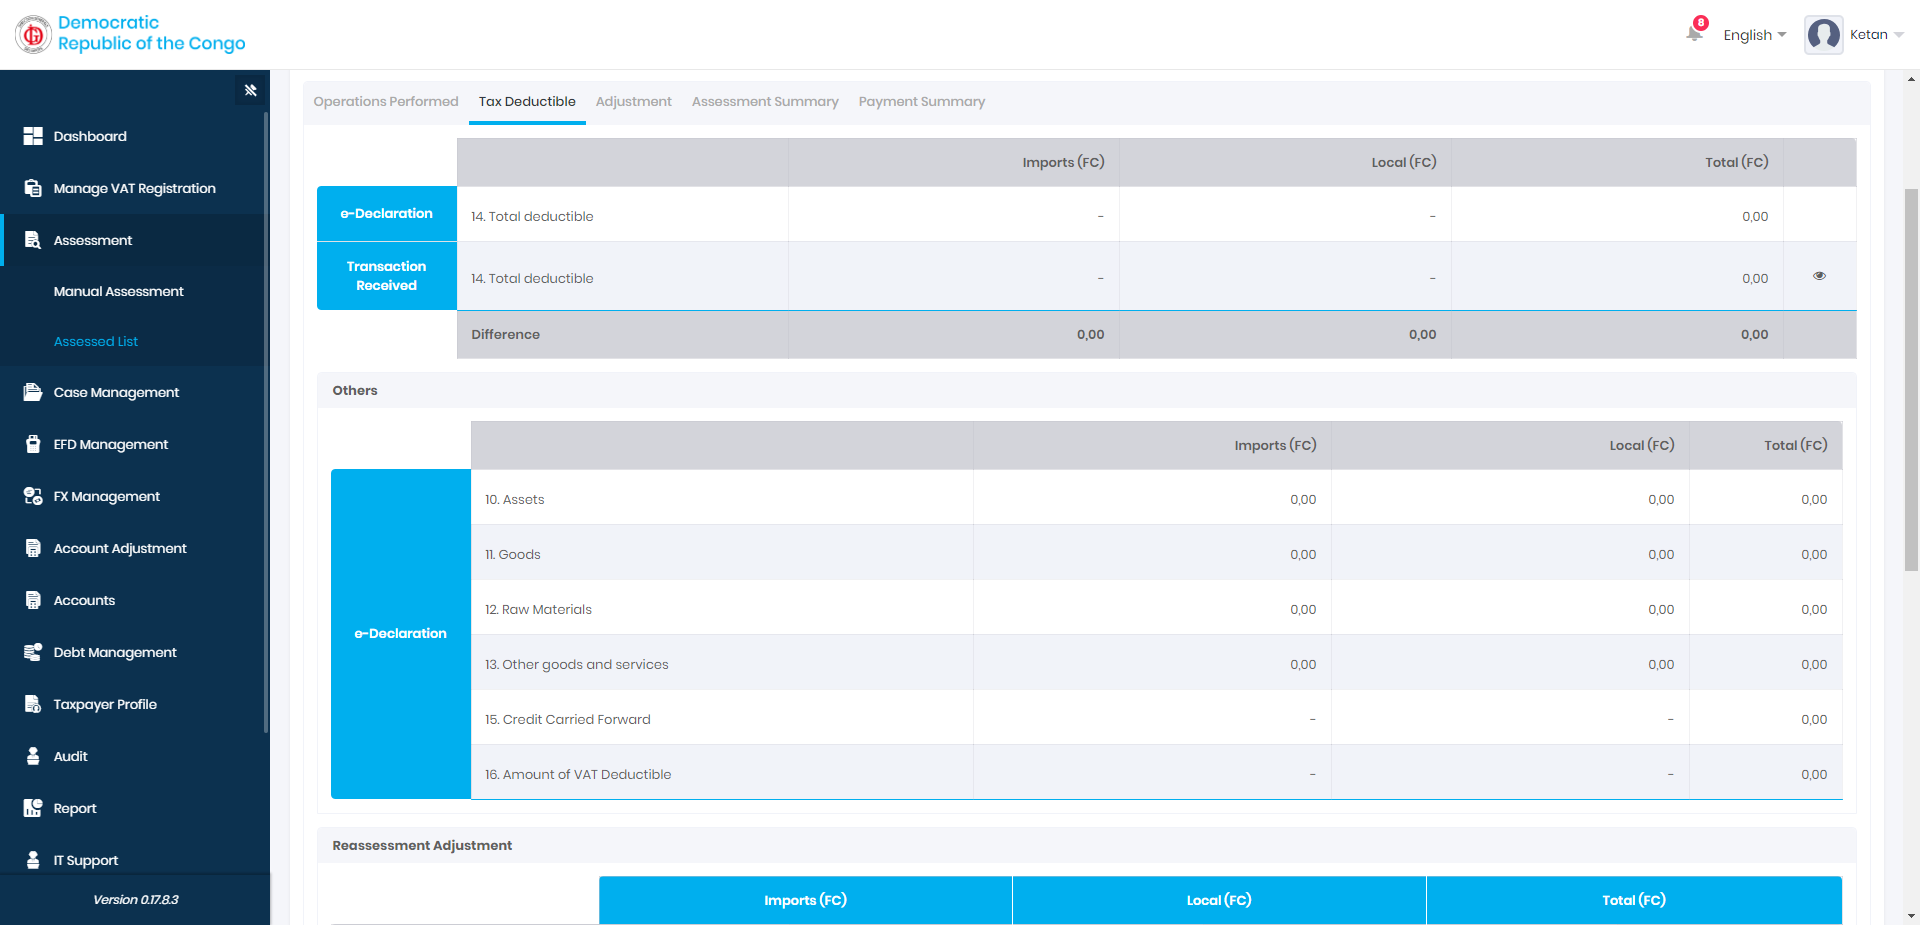 Democratic
Republic of the Congo
8
English
Ketan
Dashboard
Manage VAT Registration
Assessment
Manual Assessment
Assessed List
Case Management
EFD Management
FX Management
Account Adjustment
Accounts
Debt Management
Taxpayer Profile
Audit
Report
IT Support
Version 0.17.8.3
Operations Performed Tax Deductible Adjustment Assessment Summary Payment Summary
Imports (FC) Local (FC) Total (FC)
e-Declaration 14. Total deductible - - 0,00
Transaction
Received 14. Total deductible - - 0,00
Difference 0,00 0,00 0,00
Others
Imports (FC) Local (FC) Total (FC)
e-Declaration
10. Assets 0,00 0,00 0,00
11. Goods 0,00 0,00 0,00
12. Raw Materials 0,00 0,00 0,00
13. Other goods and services 0,00 0,00 0,00
15. Credit Carried Forward - - 0,00
16. Amount of VAT Deductible - - 0,00
Reassessment Adjustment
Imports (FC) Local (FC) Total (FC)